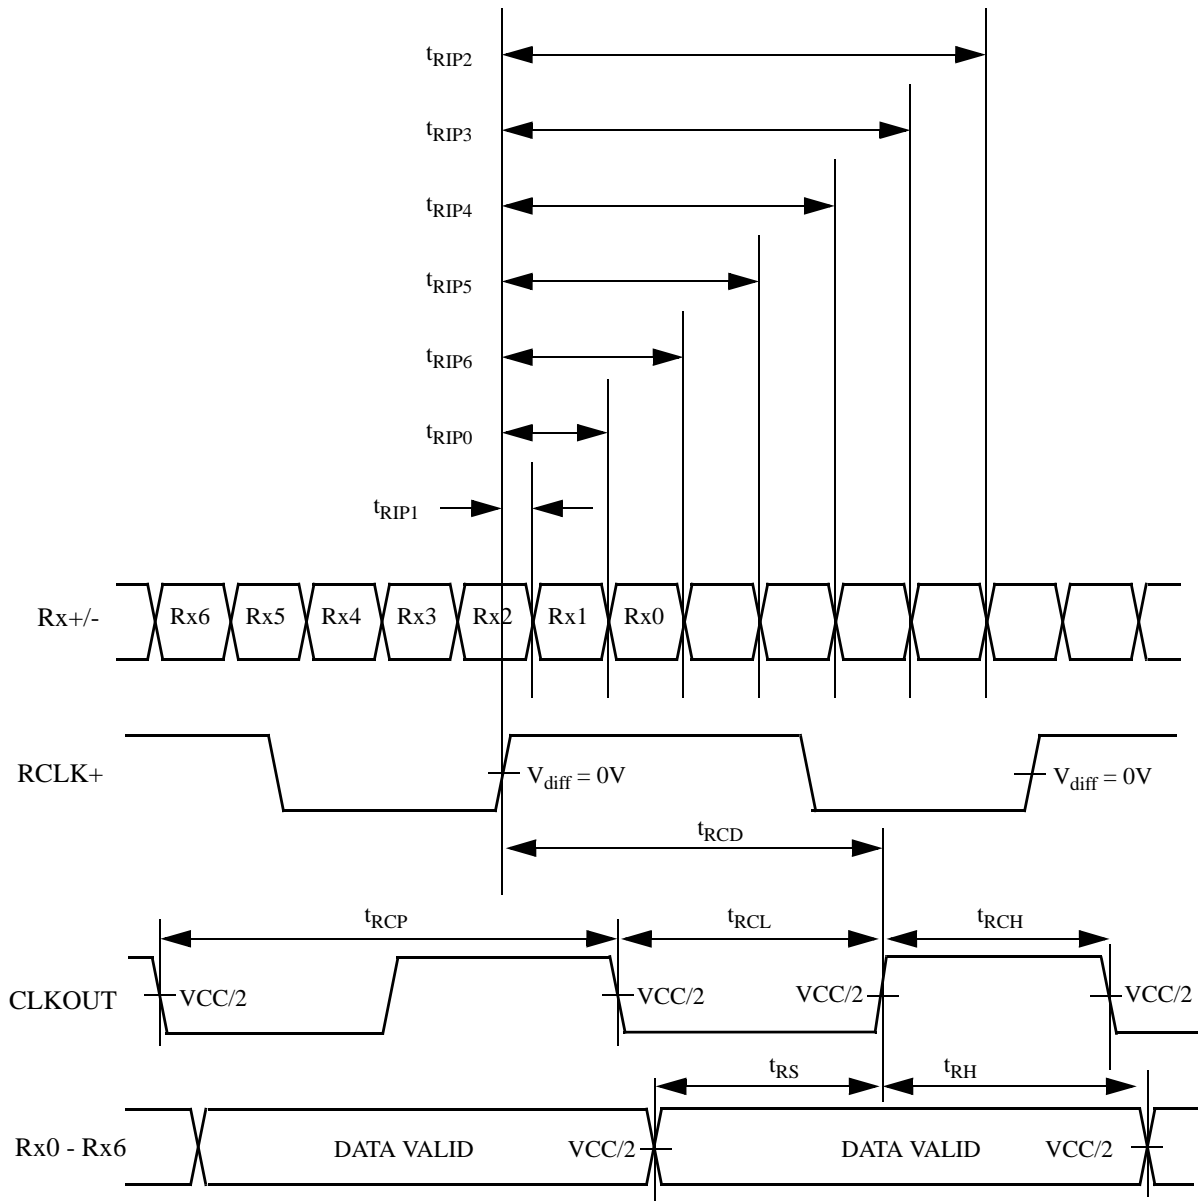 tRIP2
tRIP3
tRIP4
tRIP5
tRIP6
tRIP0
tRIP1
Rx+/- Rx6 Rx5 Rx4 Rx3 Rx2 Rx1 Rx0
RCLK+ Vdiff = 0V Vdiff = 0V
tRCD
tRCP tRCL tRCH
CLKOUT VCC/2 VCC/2 VCC/2 VCC/2
tRS tRH
Rx0 - Rx6 DATA VALID VCC/2 DATA VALID VCC/2